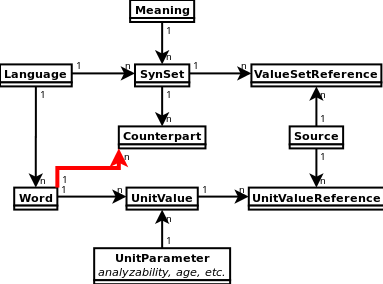 Meaning
1
n
Language 1 n SynSet 1 n ValueSetReference
1 1 n
n 1
Counterpart Source
n 1
1
n 1 n n
Word 1 n UnitValue 1 n UnitValueReference
n
1
UnitParameter
analyzability, age, etc.